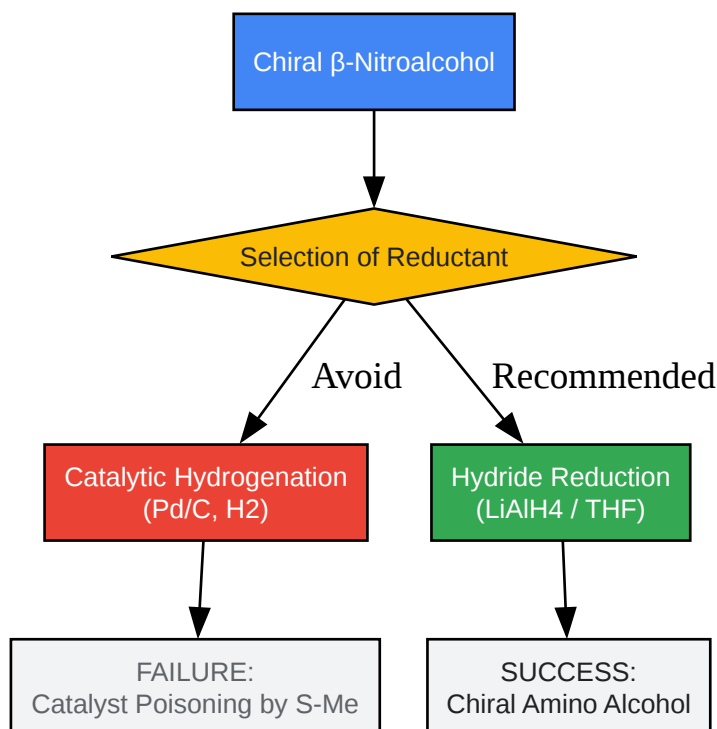 Chiral β-Nitroalcohol
Selection of Reductant
Avoid
Recommended
Catalytic Hydrogenation
(Pd/C, H2)
Hydride Reduction
(LiAlH4 / THF)
FAILURE:
Catalyst Poisoning by S-Me
SUCCESS:
Chiral Amino Alcohol